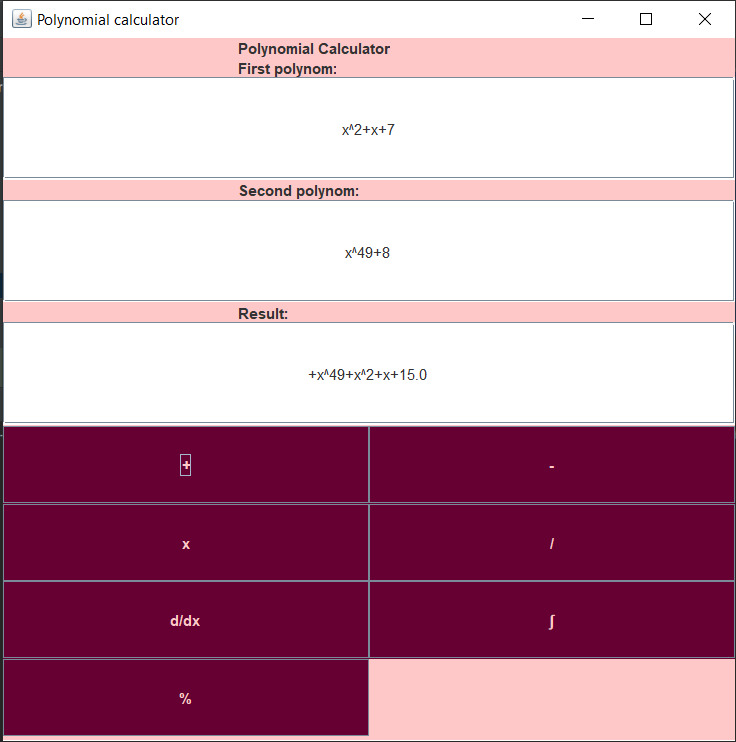 Polynomial calculator
Polynomial Calculator
First polynom:
x^2+x+7
Second polynom:
x^49+8
Result:
+x^49+x^2+x+15.0
+ -
x /
d/dx ∫
%